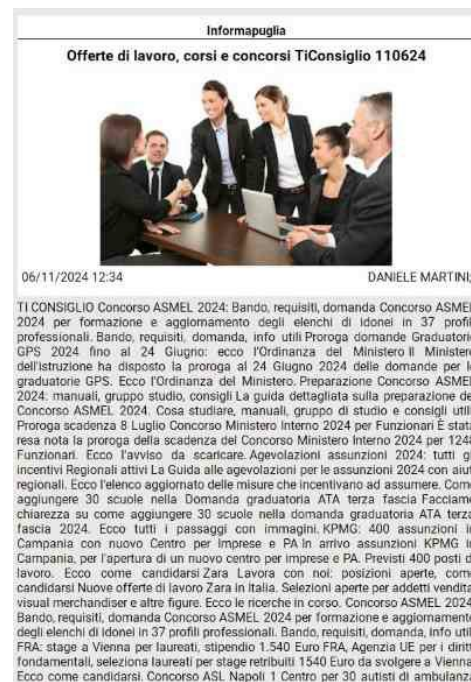 Informapuglia
Offerte di lavoro, corsi e concorsi TiConsiglio 110624
06/11/2024 12:34
DANIELE MARTINI;
TI CONSIGLIO Concorso ASMEL 2024: Bando, requisiti, domanda Concorso ASMEL
2024 per formazione e aggiornamento degli elenchi di idonei in 37 profili
professionali. Bando, requisiti, domanda, info utili Proroga domande Graduatorie
GPS 2024 fino al 24 Giugno: ecco l'Ordinanza del Ministero Il Ministero
dell'istruzione ha disposto la proroga al 24 Giugno 2024 delle domande per le
graduatorie GPS. Ecco l'Ordinanza del Ministero. Preparazione Concorso ASMEL
2024: manuali, gruppo studio, consigli La guida dettagliata sulla preparazione del
Concorso ASMEL 2024. Cosa studiare, manuali, gruppo di studio e consigli utili
Proroga scadenza 8 Luglio Concorso Ministero Interno 2024 per Funzionari È stata
resa nota la proroga della scadenza del Concorso Ministero Interno 2024 per 1248
Funzionari. Ecco l'avviso da scaricare. Agevolazioni assunzioni 2024: tutti gli
incentivi Regionali attivi La Guida alle agevolazioni per le assunzioni 2024 con aiuti
regionali. Ecco l'elenco aggiornato delle misure che incentivano ad assumere. Come
aggiungere 30 scuole nella Domanda graduatoria ATA terza fascia Facciamo
chiarezza su come aggiungere 30 scuole nella domanda graduatoria ATA terza
fascia 2024. Ecco tutti i passaggi con immagini. KPMG: 400 assunzioni in
Campania con nuovo Centro per Imprese e PA In arrivo assunzioni KPMG in
Campania, per l'apertura di un nuovo centro per imprese e PA. Previsti 400 posti di
lavoro. Ecco come candidarsi Zara Lavora con noi: posizioni aperte, come
candidarsi Nuove offerte di lavoro Zara in Italia. Selezioni aperte per addetti vendita,
visual merchandiser e altre figure. Ecco le ricerche in corso. Concorso ASMEL 2024:
Bando, requisiti, domanda Concorso ASMEL 2024 per formazione e aggiornamento
degli elenchi di idonei in 37 profili professionali. Bando, requisiti, domanda, info utili
FRA: stage a Vienna per laureati, stipendio 1.540 Euro FRA, Agenzia UE per i diritti
fondamentali, seleziona laureati per stage retribuiti 1540 Euro da svolgere a Vienna.
Ecco come candidarsi. Concorso ASL Napoli 1 Centro per 30 autisti di ambulanza